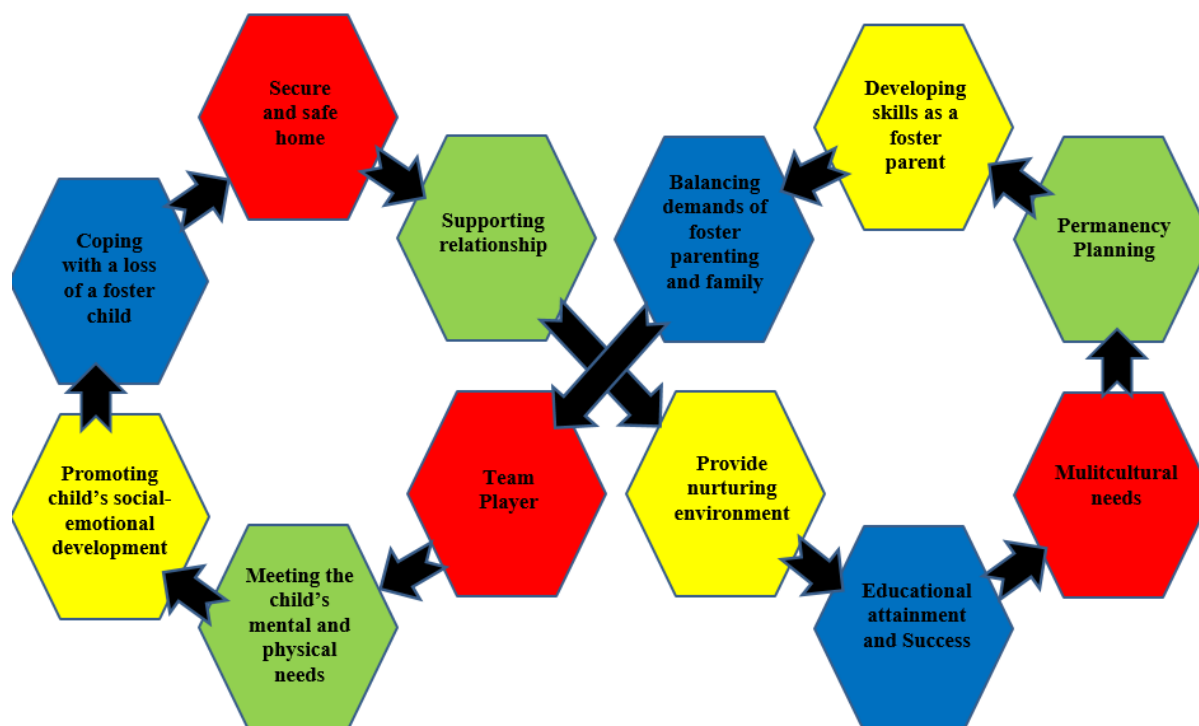 Secure
and safe
home
Developing
skills as a
foster
parent
Supporting
relationship
Balancing
demands of
foster
parenting
and family
Permancy
Planning
Coping
with a loss
of a foster
child
Promoting
child’s social-
emotional
development
Team
Player
Provide
nurturing
environment
Mulitcultural
needs
Meeting the
child’s
mental and
physical
needs
Educational
attainment
and Success